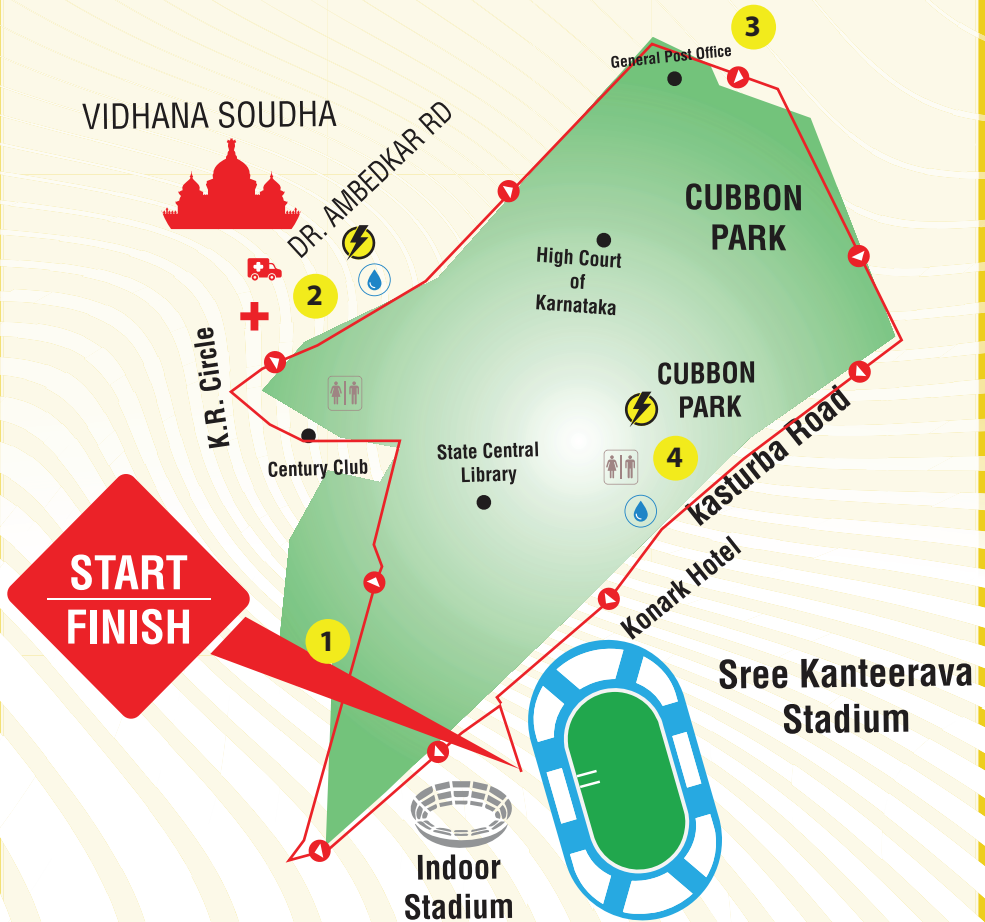 3
General Post Office
VIDHANA SOUDHA
DR. AMBEDKAR RD
CUBBON
PARK
High Court
of
Karnataka
2
K.R. Circle
CUBBON
PARK
Century Club
State Central
Library
4
kasturba Road
START
FINISH
Konark Hotel
1
Sree Kanteerava
Stadium
Indoor
Stadium